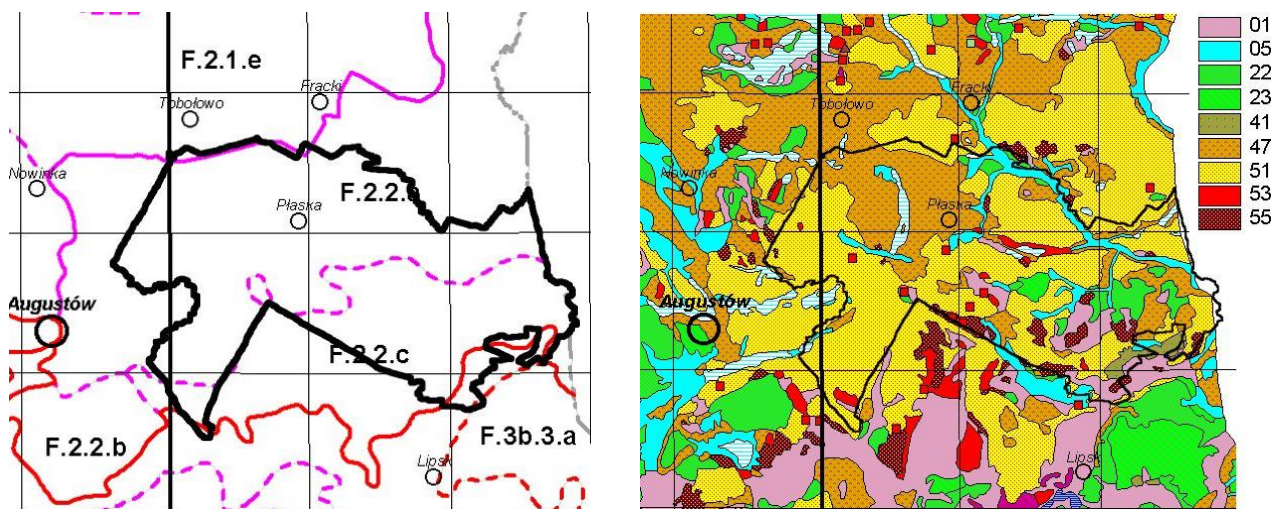 F.2.1.e
Frącki
Tobołowo
Nowinka
F.2.2.
Płaska
Augustów
F.2.2.c
F.2.2.b
F.3b.3.a
Lipsk
Frącki
Tobołowo
Nowinka
Płaska
Augustów
Lipsk
01
05
22
23
41
47
51
53
55